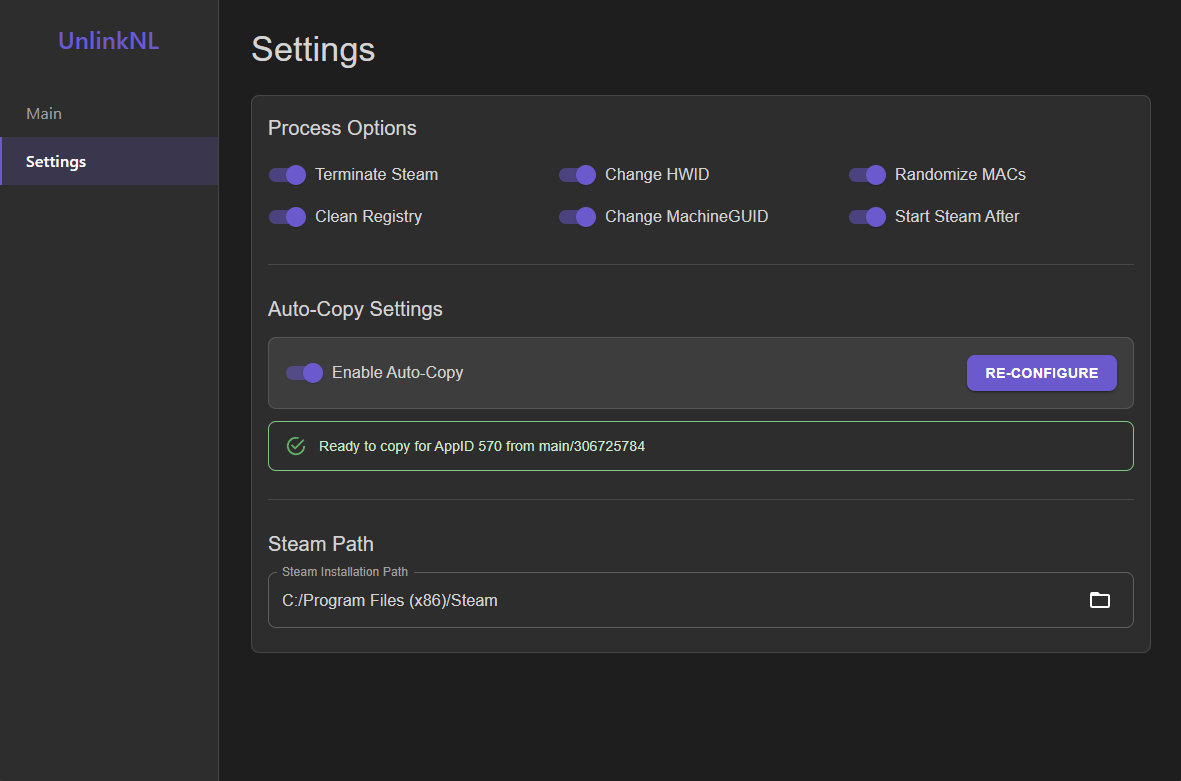 UnlinkNL
Main
Settings
Settings
Process Options
Terminate Steam
Change HWID
Randomize MACs
Clean Registry
Change MachineGUID
Start Steam After
Auto-Copy Settings
Enable Auto-Copy
RE-CONFIGURE
Ready to copy for AppID 570 from main/306725784
Steam Path
Steam Installation Path
C:/Program Files (x86)/Steam